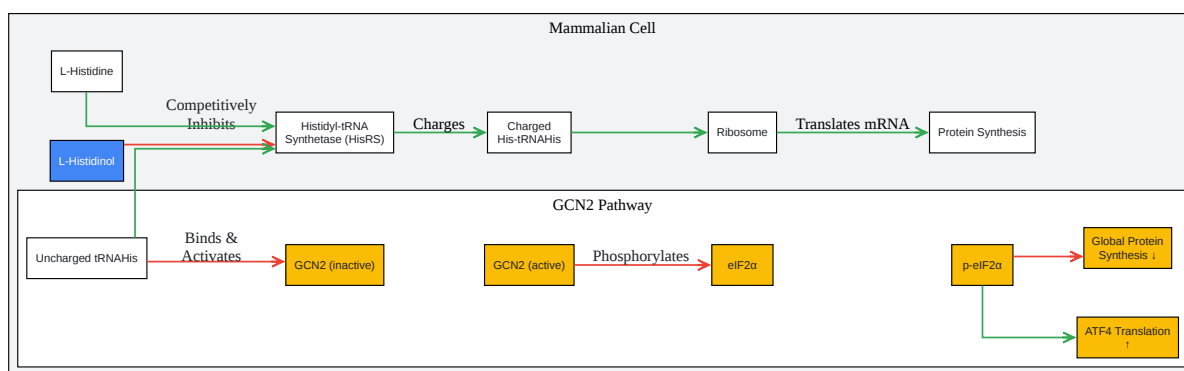 Mammalian Cell
L-Histidine
Competitively
Inhibits
Histidyl-tRNA
Synthetase (HisRS)
Charges
Charged
His-tRNAHis
Ribosome
Translates mRNA
Protein Synthesis
L-Histidinol
GCN2 Pathway
Uncharged tRNAHis
Binds &
Activates
GCN2 (inactive)
GCN2 (active)
Phosphorylates
eIF2α
p-eIF2α
Global Protein
Synthesis ↓
ATF4 Translation
↑